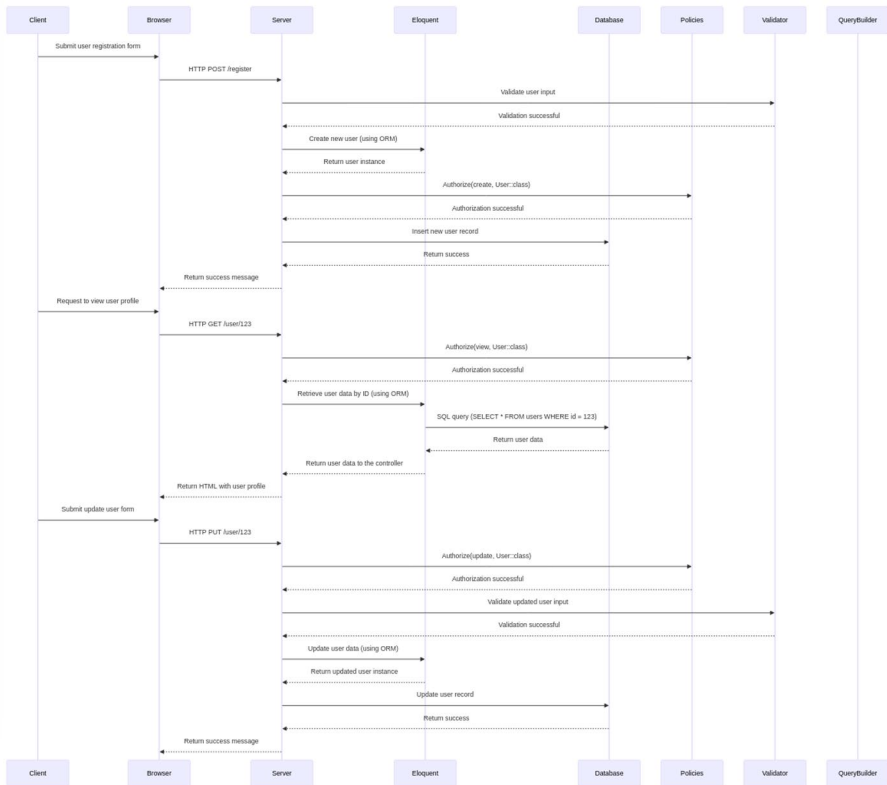 Client Browser Server Eloquent Database Policies Validator QueryBuilder
Submit user registration form
HTTP POST /register
Validate user input
Validation successful
Create new user (using ORM)
Return user instance
Authorize(create, User::class)
Authorization successful
Insert new user record
Return success
Return success message
Request to view user profile
HTTP GET /user/123
Authorize(view, User::class)
Authorization successful
Retrieve user data by ID (using ORM)
SQL query (SELECT * FROM users WHERE id = 123)
Return user data
Return user data to the controller
Return HTML with user profile
Submit update user form
HTTP PUT /user/123
Authorize(update, User::class)
Authorization successful
Validate updated user input
Validation successful
Update user data (using ORM)
Return updated user instance
Update user record
Return success
Return success message
Client Browser Server Eloquent Database Policies Validator QueryBuilder